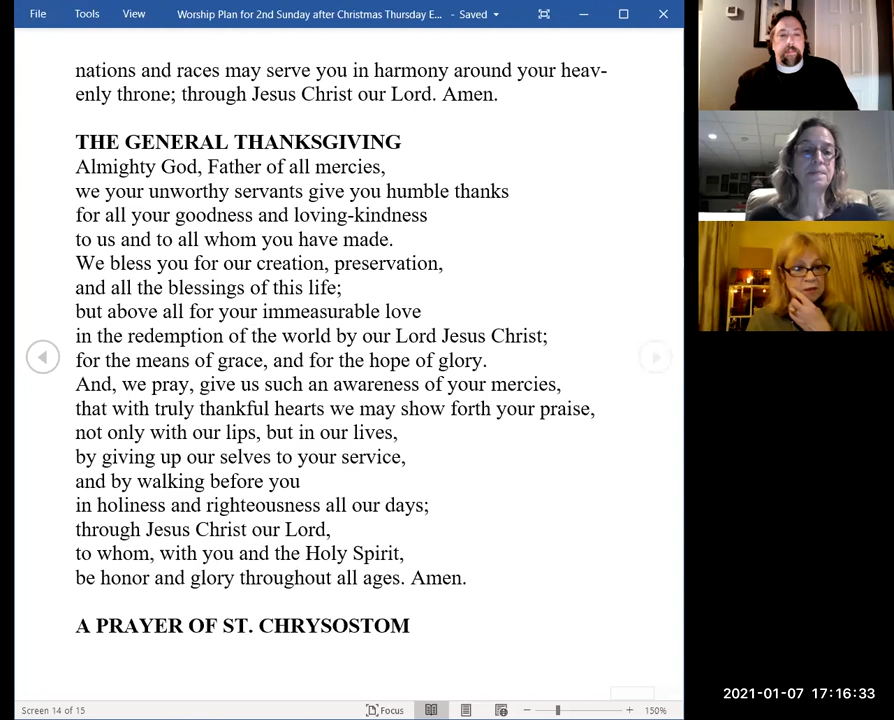 File Tools View Worship Plan for 2nd Sunday after Christmas Thursday E... - Saved
nations and races may serve you in harmony around your heav-
enly throne; through Jesus Christ our Lord. Amen.
THE GENERAL THANKSGIVING
Almighty God, Father of all mercies,
we your unworthy servants give you humble thanks
for all your goodness and loving-kindness
to us and to all whom you have made.
We bless you for our creation, preservation,
and all the blessings of this life;
but above all for your immeasurable love
in the redemption of the world by our Lord Jesus Christ;
for the means of grace, and for the hope of glory.
And, we pray, give us such an awareness of your mercies,
that with truly thankful hearts we may show forth your praise,
not only with our lips, but in our lives,
by giving up our selves to your service,
and by walking before you
in holiness and righteousness all our days;
through Jesus Christ our Lord,
to whom, with you and the Holy Spirit,
be honor and glory throughout all ages. Amen.
A PRAYER OF ST. CHRYSOSTOM
2021-01-07 17:16:33
Screen 14 of 15 Focus 150%